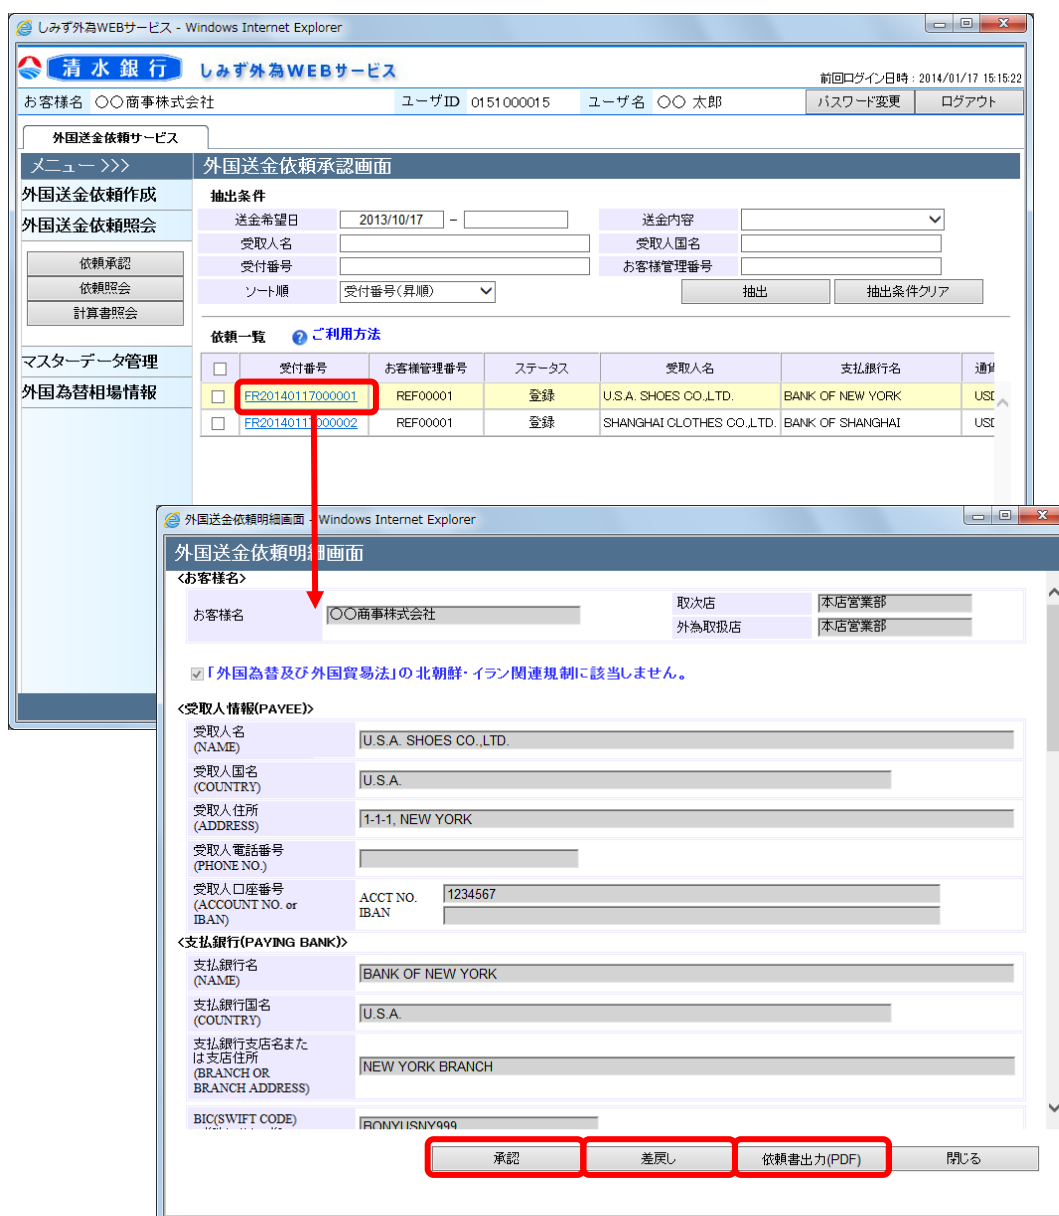 しみず外為WEBサービス - Windows Internet Explorer
清水銀行 しみず外為WEBサービス
前回ログイン日時：2014/01/17 15:15:22
お客様名 〇〇商事株式会社 ユーザID 0151000015 ユーザ名 〇〇 太郎 パスワード変更 ログアウト
外国送金依頼サービス
メニュー >>> 外国送金依頼承認画面
外国送金依頼作成
外国送金依頼照会
依頼承認
依頼照会
計算書照会
マスターデータ管理
外国為替相場情報
抽出条件
送金希望日 2013/10/17 － 送金内容
受取人名 受取人国名
受付番号 お客様管理番号
ソート順 受付番号(昇順) 抽出 抽出条件クリア
依頼一覧 ? ご利用方法
受付番号 お客様管理番号 ステータス 受取人名 支払銀行名
FR20140117000001 REF00001 登録 U.S.A. SHOES CO.,LTD. BANK OF NEW YORK
FR20140117000002 REF00001 登録 SHANGHAI CLOTHES CO.,LTD. BANK OF SHANGHAI
外国送金依頼明細画面 - Windows Internet Explorer
外国送金依頼明細画面
<お客様名>
お客様名 〇〇商事株式会社
取次店 本店営業部
外為取扱店 本店営業部
「外国為替及び外国貿易法」の北朝鮮・イラン関連規制に該当しません。
<受取人情報(PAYEE)>
受取人名
(NAME)
U.S.A. SHOES CO.,LTD.
受取人国名
(COUNTRY)
U.S.A.
受取人住所
(ADDRESS)
1-1-1, NEW YORK
受取人電話番号
(PHONE NO.)
受取人口座番号
(ACCOUNT NO. or
IBAN)
ACCT NO. 1234567
IBAN
<支払銀行(PAYING BANK)>
支払銀行名
(NAME)
BANK OF NEW YORK
支払銀行国名
(COUNTRY)
U.S.A.
支払銀行支店名また
は支店住所
(BRANCH OR
BRANCH ADDRESS)
NEW YORK BRANCH
BIC(SWIFT CODE)
BONYUSNY999
承認 差戻し 依頼書出力(PDF) 閉じる